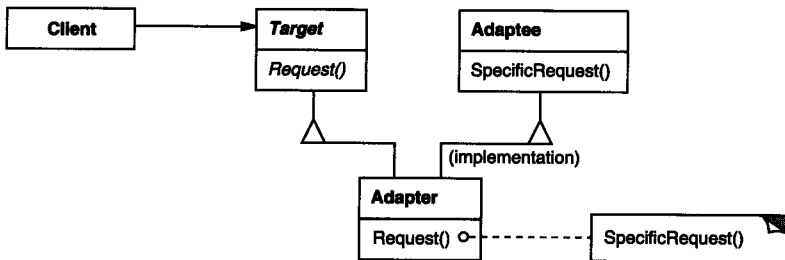 Client
Target
Adaptee
Request()
SpecificRequest()
(implementation)
Adapter
Request()
SpecificRequest()